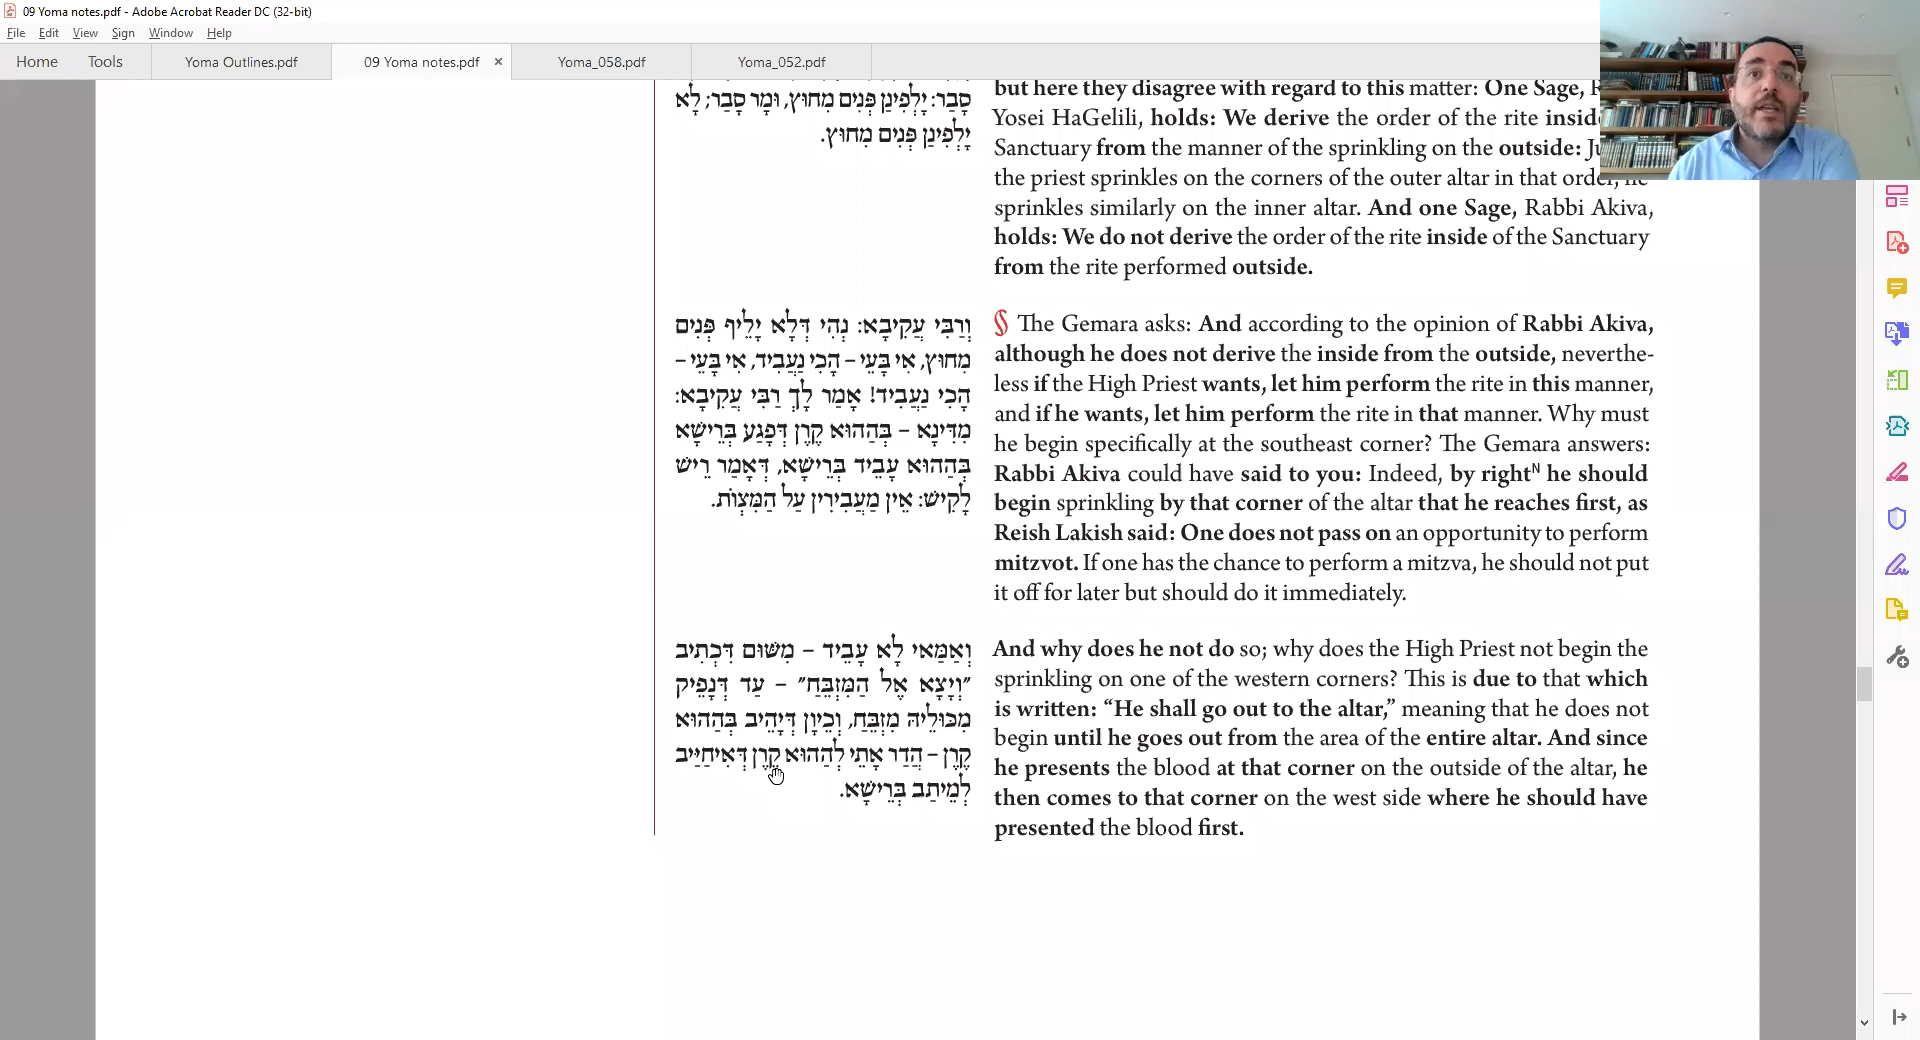 09 Yoma notes.pdf - Adobe Acrobat Reader DC (32-bit)
File Edit View Sign Window Help
Home Tools Yoma Outlines.pdf 09 Yoma notes.pdf × Yoma_058.pdf Yoma_052.pdf
סָבַר: יָלְפִינַן פְּנִים מִחוּץ, וּמָר סָבַר; לָא
יָלְפִינַן פְּנִים מִחוּץ.
but here they disagree with regard to this matter: One Sage,
Yosei HaGelili, holds: We derive the order of the rite
Sanctuary from the manner of the sprinkling on the outside:
the priest sprinkles on the corners of the outer altar in that order, he
sprinkles similarly on the inner altar. And one Sage, Rabbi Akiva,
holds: We do not derive the order of the rite inside of the Sanctuary
from the rite performed outside.
וְרַבִּי עֲקִיבָא: נְהִי דְּלָא יָלֵיף פְּנִים
מִחוּץ, אִי בָּעֵי – הָכִי נַעֲבִיד, אִי בָּעֵי –
הָכִי נַעֲבִיד! אָמַר לָךְ רַבִּי עֲקִיבָא:
מִדִּינָא – בְּהַהוּא קֶרֶן דְּפָגַע בְּרֵישָׁא
בְּהַהוּא עָבֵיד בְּרֵישָׁא, דְּאָמַר רֵישׁ
לָקִישׁ: אֵין מַעֲבִירִין עַל הַמִּצְוֹת.
§ The Gemara asks: And according to the opinion of Rabbi Akiva,
although he does not derive the inside from the outside, neverthe-
less if the High Priest wants, let him perform the rite in this manner,
and if he wants, let him perform the rite in that manner. Why must
he begin specifically at the southeast corner? The Gemara answers:
Rabbi Akiva could have said to you: Indeed, by rightᴺ he should
begin sprinkling by that corner of the altar that he reaches first, as
Reish Lakish said: One does not pass on an opportunity to perform
mitzvot. If one has the chance to perform a mitzva, he should not put
it off for later but should do it immediately.
וְאַמַּאי לָא עָבֵיד – מִשּׁוּם דִּכְתִיב
״וְיָצָא אֶל הַמִּזְבֵּחַ״ – עַד דְּנָפֵיק
מִכּוּלֵּיהּ מִזְבֵּחַ, וְכֵיוָן דְּיָהֵיב בְּהַהוּא
קֶרֶן – הֲדַר אָתֵי לְהַהוּא קֶרֶן דְּאִיחַיַּיב
לְמֵיתַב בְּרֵישָׁא.
And why does he not do so; why does the High Priest not begin the
sprinkling on one of the western corners? This is due to that which
is written: “He shall go out to the altar,” meaning that he does not
begin until he goes out from the area of the entire altar. And since
he presents the blood at that corner on the outside of the altar, he
then comes to that corner on the west side where he should have
presented the blood first.